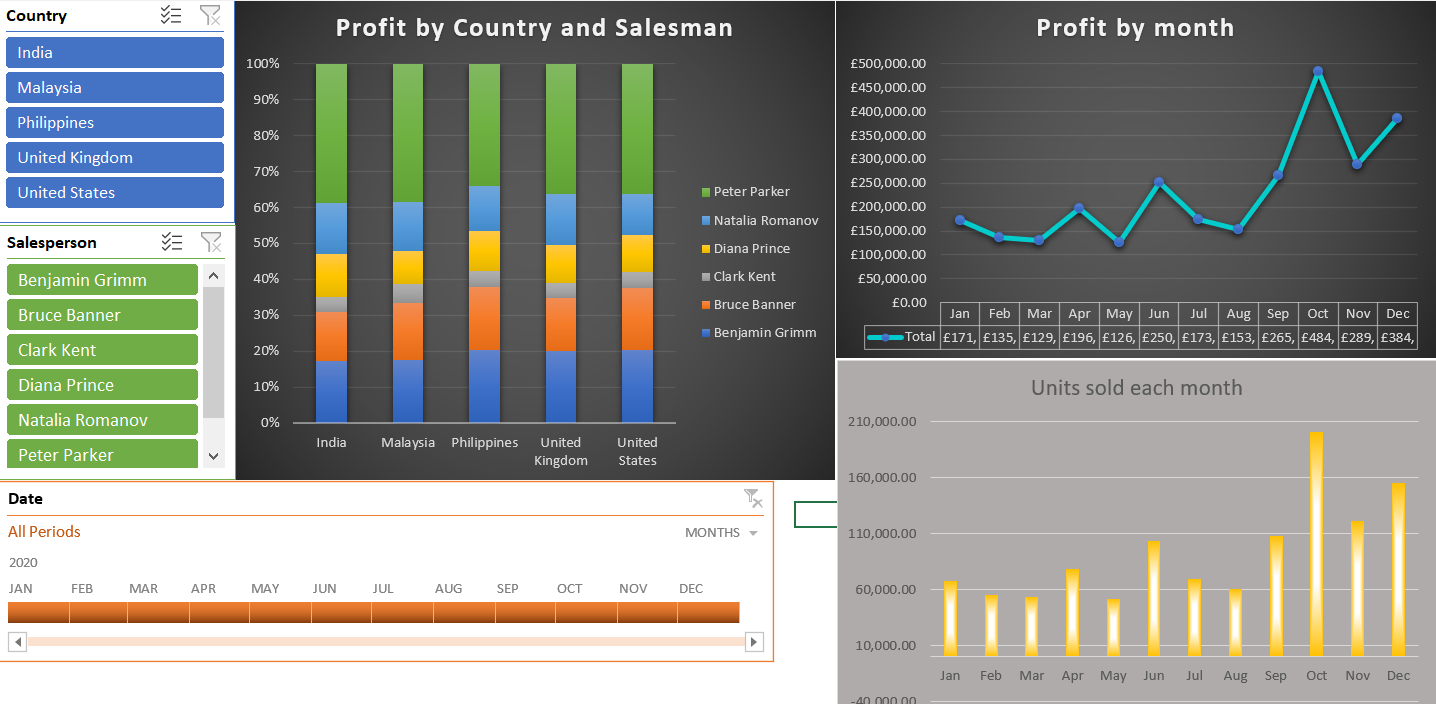 Country
India
Malaysia
Philippines
United Kingdom
United States
Salesperson
Benjamin Grimm
Bruce Banner
Clark Kent
Diana Prince
Natalia Romanov
Peter Parker
Profit by Country and Salesman
100%
90%
80%
70%
60%
50%
40%
30%
20%
10%
0%
India
Malaysia
Philippines
United
Kingdom
United
States
Peter Parker
Natalia Romanov
Diana Prince
Clark Kent
Bruce Banner
Benjamin Grimm
Profit by month
£500,000.00
£450,000.00
£400,000.00
£350,000.00
£300,000.00
£250,000.00
£200,000.00
£150,000.00
£100,000.00
£50,000.00
£0.00
Jan Feb Mar Apr May Jun Jul Aug Sep Oct Nov Dec
Total £171, £135, £129, £196, £126, £250, £173, £153, £265, £484, £289, £384,
Units sold each month
210,000.00
160,000.00
110,000.00
60,000.00
10,000.00
-40,000.00
Jan Feb Mar Apr May Jun Jul Aug Sep Oct Nov Dec
Date
All Periods
MONTHS
2020
JAN FEB MAR APR MAY JUN JUL AUG SEP OCT NOV DEC